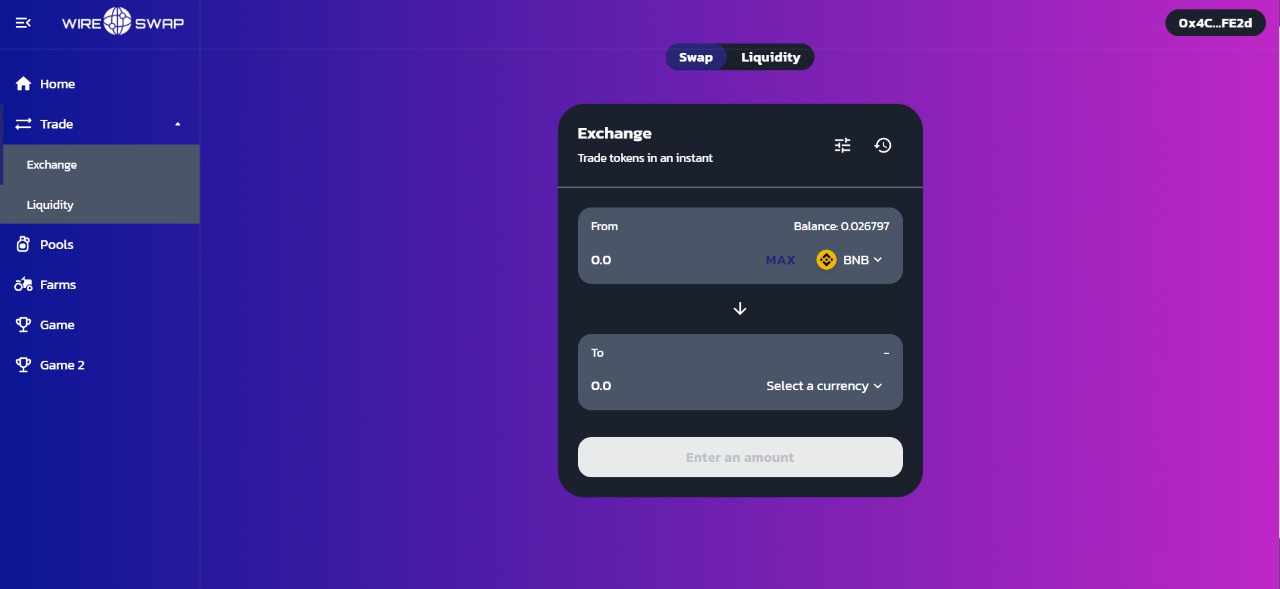 WIRE SWAP
0x4C...FE2d
Swap
Liquidity
Home
Trade
Exchange
Liquidity
Pools
Farms
Game
Game 2
Exchange
Trade tokens in an instant
From
Balance: 0.026797
0.0
MAX
BNB
To
-
0.0
Select a currency
Enter an amount